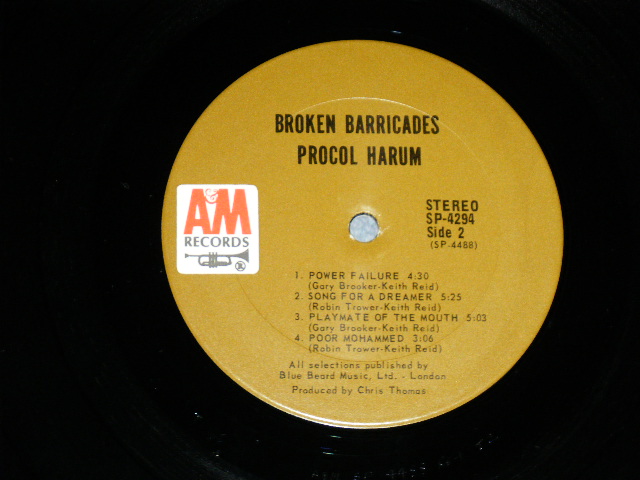 BROKEN BARRICADES
PROCOL HARUM
A&M
RECORDS
STEREO
SP-4294
Side 2
(SP-4488)
1. POWER FAILURE 4:30
(Gary Brooker-Keith Reid)
2. SONG FOR A DREAMER 5:25
(Robin Trower-Keith Reid)
3. PLAYMATE OF THE MOUTH 5:03
(Gary Brooker-Keith Reid)
4. POOR MOHAMMED 3:06
(Robin Trower-Keith Reid)
All selections published by
Blue Beard Music, Ltd. - London
Produced by Chris Thomas